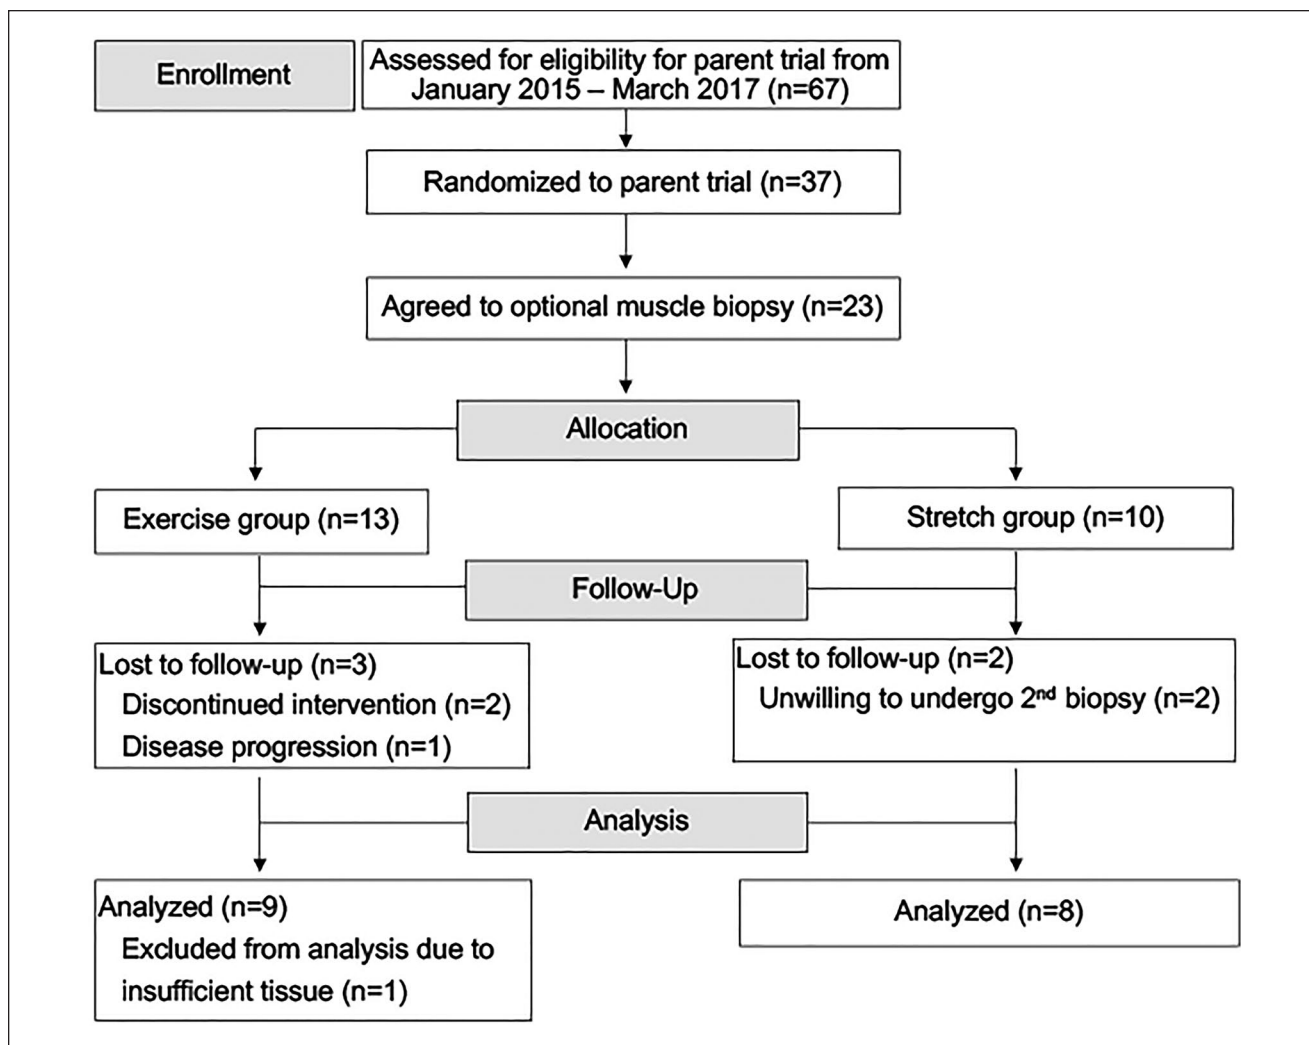 Enrollment
Assessed for eligibility for parent trial from
January 2015 – March 2017 (n=67)
Randomized to parent trial (n=37)
Agreed to optional muscle biopsy (n=23)
Allocation
Exercise group (n=13)
Stretch group (n=10)
Follow-Up
Lost to follow-up (n=3)
Discontinued intervention (n=2)
Disease progression (n=1)
Lost to follow-up (n=2)
Unwilling to undergo 2nd biopsy (n=2)
Analysis
Analyzed (n=9)
Excluded from analysis due to
insufficient tissue (n=1)
Analyzed (n=8)